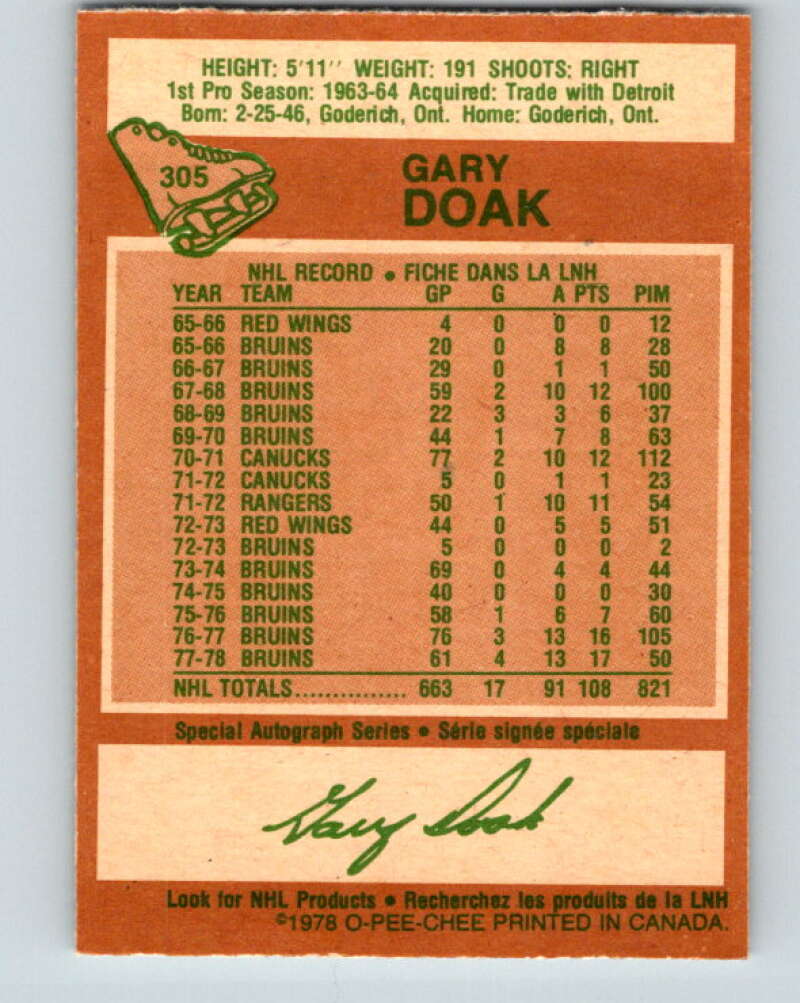 HEIGHT: 5'11'' WEIGHT: 191 SHOOTS: RIGHT
1st Pro Season: 1963-64 Acquired: Trade with Detroit
Born: 2-25-46, Goderich, Ont. Home: Goderich, Ont.
305
GARY
DOAK
NHL RECORD • FICHE DANS LA LNH
YEAR TEAM GP G A PTS PIM
65-66 RED WINGS 4 0 0 0 12
65-66 BRUINS 20 0 8 8 28
66-67 BRUINS 29 0 1 1 50
67-68 BRUINS 59 2 10 12 100
68-69 BRUINS 22 3 3 6 37
69-70 BRUINS 44 1 7 8 63
70-71 CANUCKS 77 2 10 12 112
71-72 CANUCKS 5 0 1 1 23
71-72 RANGERS 50 1 10 11 54
72-73 RED WINGS 44 0 5 5 51
72-73 BRUINS 5 0 0 0 2
73-74 BRUINS 69 0 4 4 44
74-75 BRUINS 40 0 0 0 30
75-76 BRUINS 58 1 6 7 60
76-77 BRUINS 76 3 13 16 105
77-78 BRUINS 61 4 13 17 50
NHL TOTALS............... 663 17 91 108 821
Special Autograph Series • Série signée spéciale
Gary Doak
Look for NHL Products • Recherchez les produits de la LNH
©1978 O-PEE-CHEE PRINTED IN CANADA.